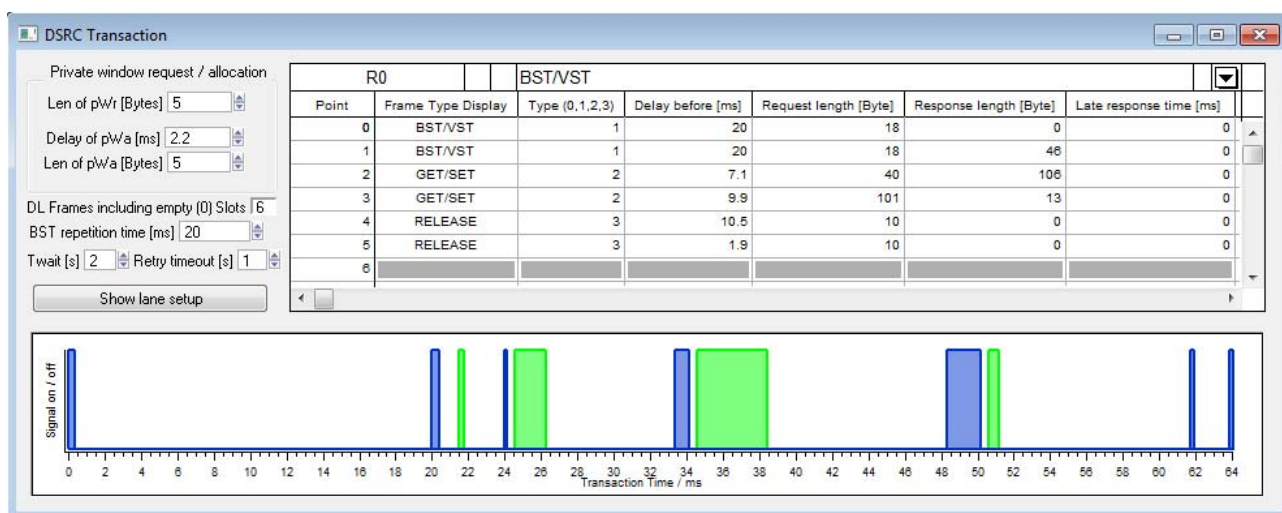 DSRC Transaction
Private window request / allocation
Len of pWr [Bytes] 5
Delay of pWa [ms] 2.2
Len of pWa [Bytes] 5
DL Frames including empty (0) Slots 6
BST repetition time [ms] 20
Twait [s] 2 Retry timeout [s] 1
Show lane setup
R0 BST/VST
Point Frame Type Display Type (0,1,2,3) Delay before [ms] Request length [Byte] Response length [Byte] Late response time [ms]
0 BST/VST 1 20 18 0 0
1 BST/VST 1 20 18 46 0
2 GET/SET 2 7.1 40 106 0
3 GET/SET 2 9.9 101 13 0
4 RELEASE 3 10.5 10 0 0
5 RELEASE 3 1.9 10 0 0
6
Signal on / off
0 2 4 6 8 10 12 14 16 18 20 22 24 26 28 30 32 34 36 38 40 42 44 46 48 50 52 54 56 58 60 62 64
Transaction Time / ms